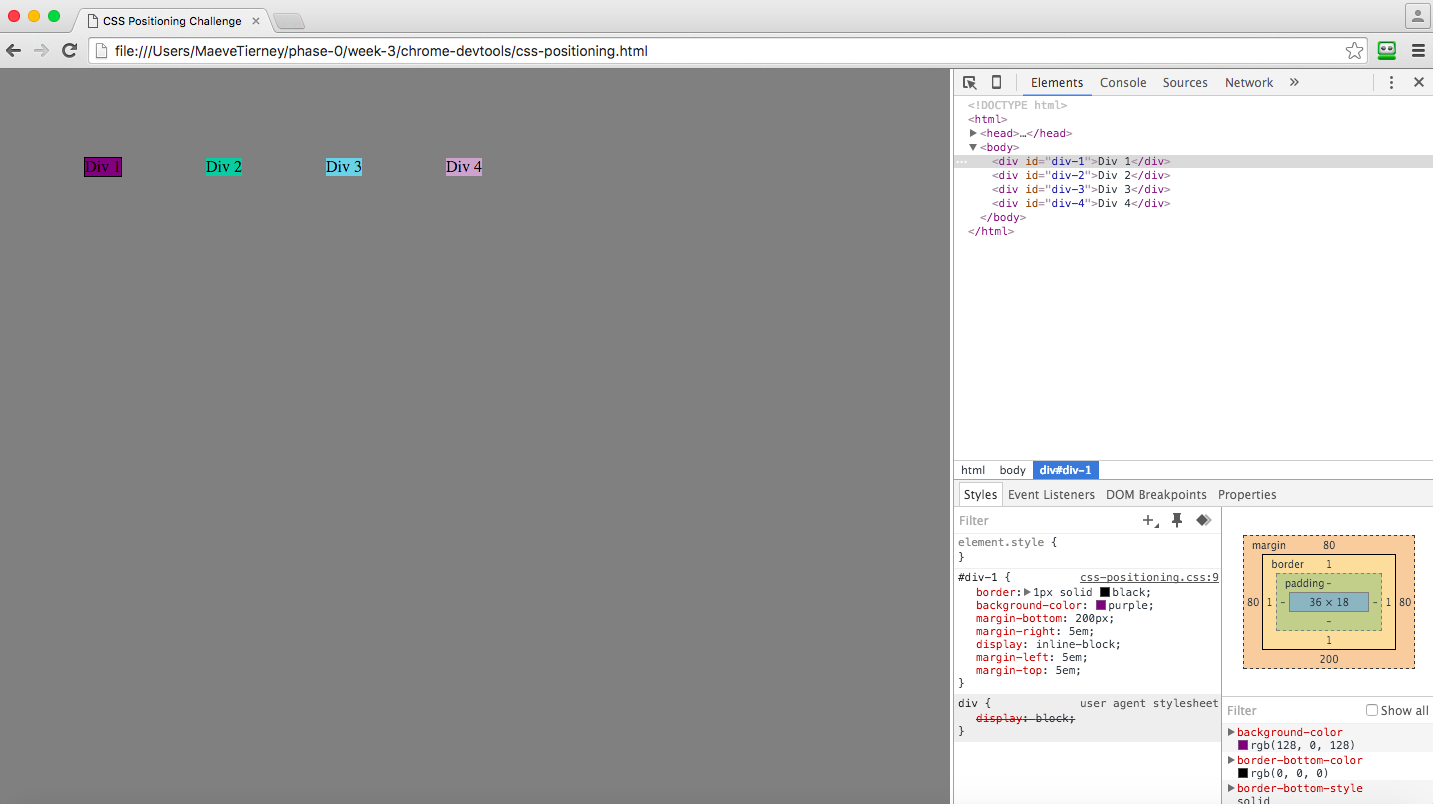 CSS Positioning Challenge
file:///Users/MaeveTierney/phase-0/week-3/chrome-devtools/css-positioning.html
Div 1 Div 2 Div 3 Div 4
Elements Console Sources Network »
<!DOCTYPE html>
<html>
<head>…</head>
<body>
<div id="div-1">Div 1</div>
<div id="div-2">Div 2</div>
<div id="div-3">Div 3</div>
<div id="div-4">Div 4</div>
</body>
</html>
html body div#div-1
Styles Event Listeners DOM Breakpoints Properties
Filter
element.style {
}
#div-1 { css-positioning.css:9
border: 1px solid black;
background-color: purple;
margin-bottom: 200px;
margin-right: 5em;
display: inline-block;
margin-left: 5em;
margin-top: 5em;
}
div { user agent stylesheet
display: block;
}
margin 80
border 1
padding -
80 1 - 36 × 18 - 1 80
-
1
200
Filter Show all
background-color
rgb(128, 0, 128)
border-bottom-color
rgb(0, 0, 0)
border-bottom-style
solid